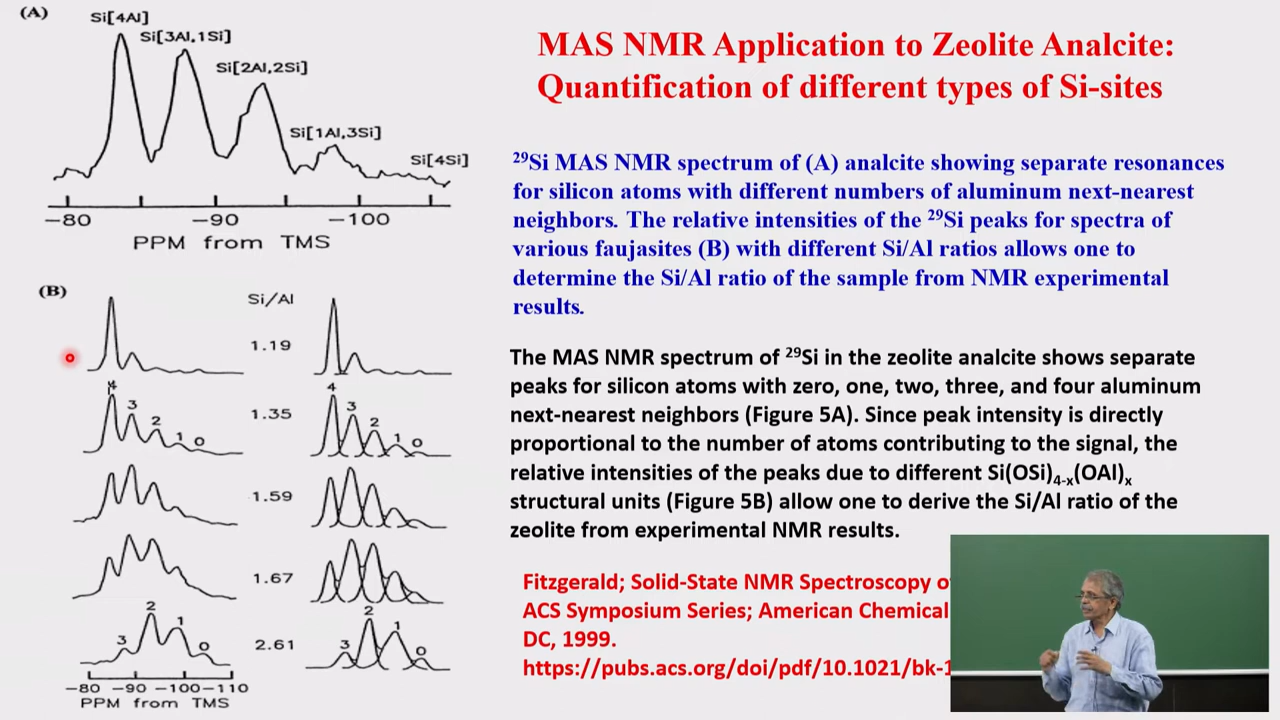 (A)
Si[4Al]
Si[3Al,1Si]
Si[2Al,2Si]
Si[1Al,3Si]
Si[4Si]
−80 −90 −100
PPM from TMS
(B)
Si/Al
1.19
4 4
3 2 1 0 1.35 3 2 1 0
1.59
1.67
3 2 1 0 2.61 3 2 1 0
−80 −90 −100 −110
PPM from TMS
MAS NMR Application to Zeolite Analcite:
Quantification of different types of Si-sites
²⁹Si MAS NMR spectrum of (A) analcite showing separate resonances
for silicon atoms with different numbers of aluminum next-nearest
neighbors. The relative intensities of the ²⁹Si peaks for spectra of
various faujasites (B) with different Si/Al ratios allows one to
determine the Si/Al ratio of the sample from NMR experimental
results.
The MAS NMR spectrum of ²⁹Si in the zeolite analcite shows separate
peaks for silicon atoms with zero, one, two, three, and four aluminum
next-nearest neighbors (Figure 5A). Since peak intensity is directly
proportional to the number of atoms contributing to the signal, the
relative intensities of the peaks due to different Si(OSi)₄₋ₓ(OAl)ₓ
structural units (Figure 5B) allow one to derive the Si/Al ratio of the
zeolite from experimental NMR results.
Fitzgerald; Solid-State NMR Spectroscopy
ACS Symposium Series; American Chemical
DC, 1999.
https://pubs.acs.org/doi/pdf/10.1021/bk-1